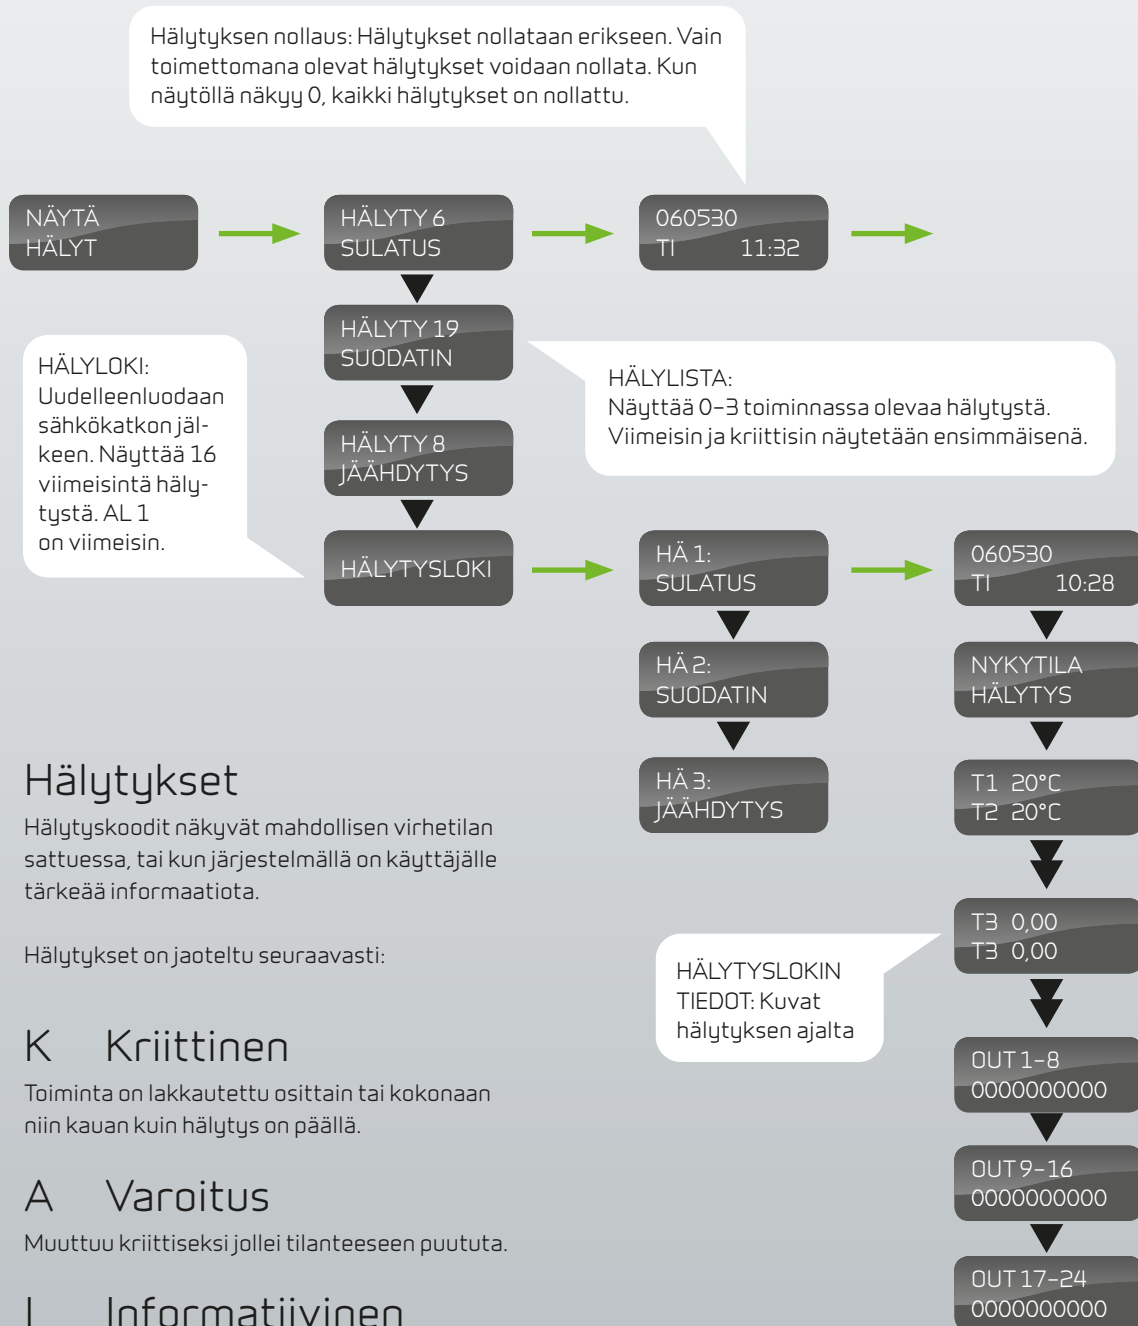 Hälytyksen nollaus: Hälytykset nollataan erikseen. Vain
toimettomana olevat hälytykset voidaan nollata. Kun
näytöllä näkyy 0, kaikki hälytykset on nollattu.
NÄYTÄ
HÄLYT
HÄLYTY 6
SULATUS
060530
TI 11:32
HÄLYTY 19
SUODATIN
HÄLYLOKI:
Uudelleenluodaan
sähkökatkon jäl-
keen. Näyttää 16
viimeisintä häly-
tystä. AL 1
on viimeisin.
HÄLYLISTA:
Näyttää 0–3 toiminnassa olevaa hälytystä.
Viimeisin ja kriittisin näytetään ensimmäisenä.
HÄLYTY 8
JÄÄHDYTYS
HÄLYTYSLOKI
HÄ 1:
SULATUS
060530
TI 10:28
HÄ 2:
SUODATIN
NYKYTILA
HÄLYTYS
HÄ 3:
JÄÄHDYTYS
T1 20°C
T2 20°C
T3 0,00
T3 0,00
HÄLYTYSLOKIN
TIEDOT: Kuvat
hälytyksen ajalta
OUT 1–8
0000000000
OUT 9–16
0000000000
OUT 17–24
0000000000
Hälytykset
Hälytyskoodit näkyvät mahdollisen virhetilan
sattuessa, tai kun järjestelmällä on käyttäjälle
tärkeää informaatiota.
Hälytykset on jaoteltu seuraavasti:
K Kriittinen
Toiminta on lakkautettu osittain tai kokonaan
niin kauan kuin hälytys on päällä.
A Varoitus
Muuttuu kriittiseksi jollei tilanteeseen puututa.
I Informatiivinen